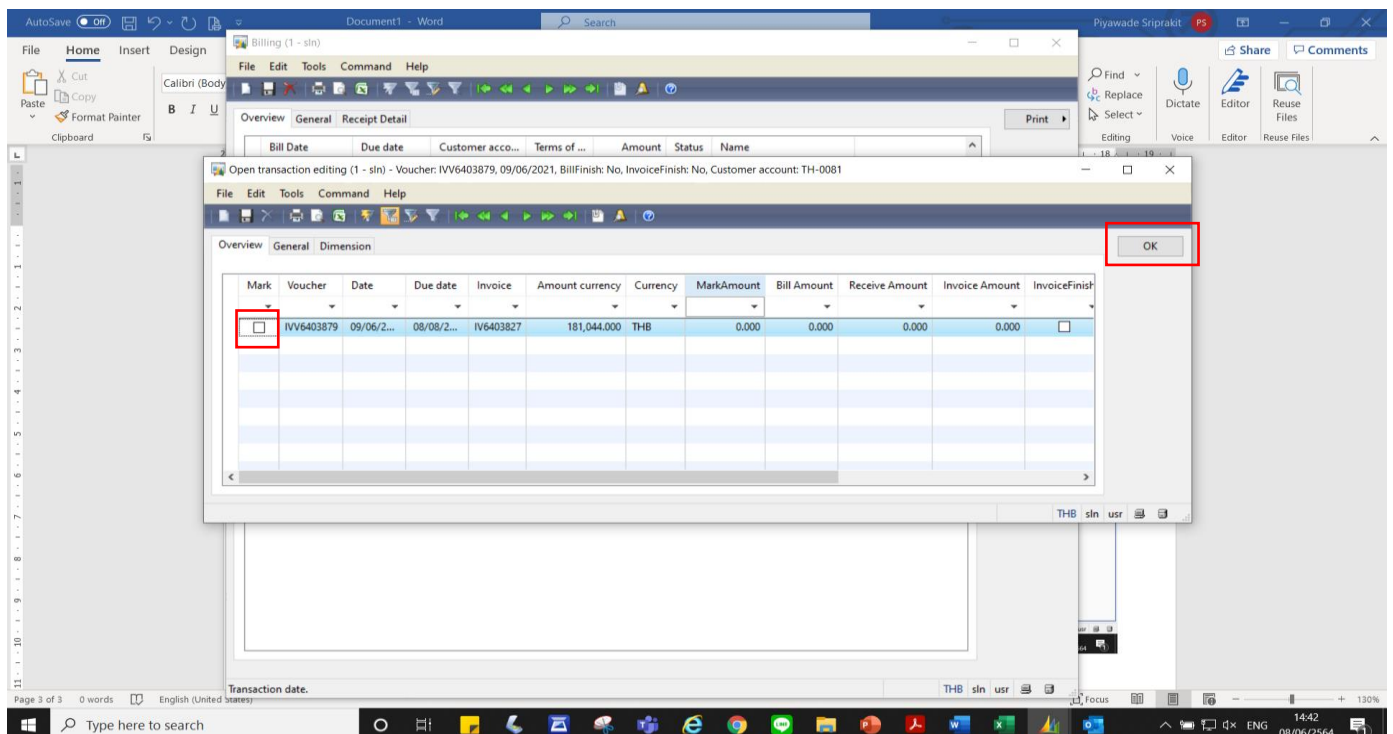 AutoSave Off Document1 - Word Search Piyawade Sriprakit PS
File Home Insert Design Share Comments
Cut
Copy
Format Painter
Paste
Clipboard
Calibri (Body
B I U
Find
Replace
Select
Editing
Dictate
Voice
Editor
Editor
Reuse Files
Reuse Files
Billing (1 - sln)
File Edit Tools Command Help
Overview General Receipt Detail Print
Bill Date Due date Customer acco... Terms of ... Amount Status Name
18 19
Open transaction editing (1 - sln) - Voucher: IVV6403879, 09/06/2021, BillFinish: No, InvoiceFinish: No, Customer account: TH-0081
File Edit Tools Command Help
Overview General Dimension OK
Mark Voucher Date Due date Invoice Amount currency Currency MarkAmount Bill Amount Receive Amount Invoice Amount InvoiceFinish
IVV6403879 09/06/2... 08/08/2... IV6403827 181,044.000 THB 0.000 0.000 0.000 0.000
THB sln usr
Transaction date. THB sln usr
Page 3 of 3 0 words English (United States) Focus 130%
Type here to search ENG 14:42
08/06/2564